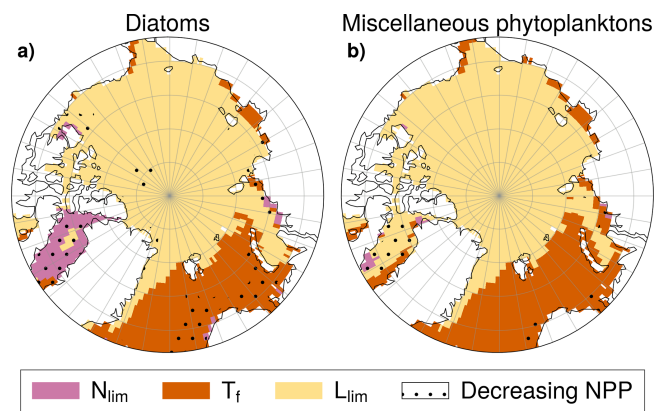 Diatoms
Miscellaneous phytoplanktons
a)
b)
N_lim
T_f
L_lim
Decreasing NPP